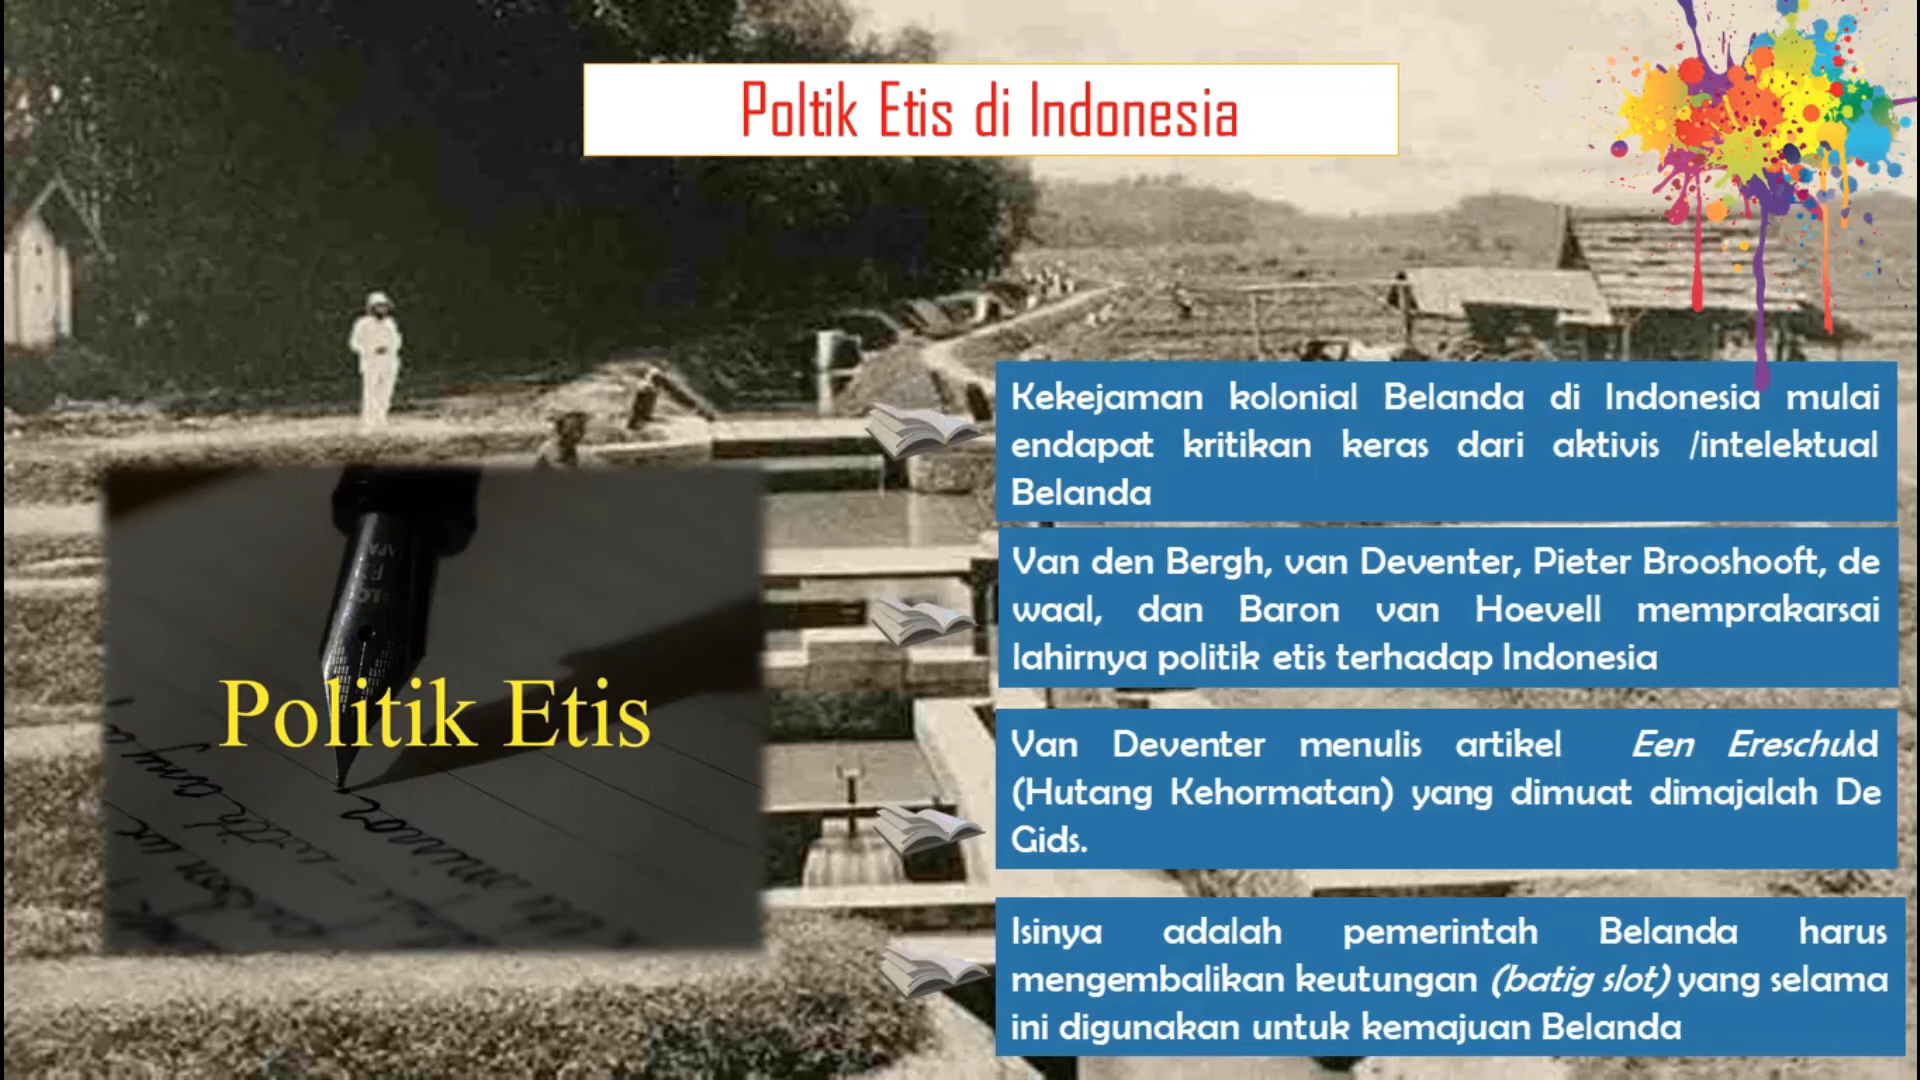 Poltik Etis di Indonesia
Kekejaman kolonial Belanda di Indonesia mulai
endapat kritikan keras dari aktivis /intelektual
Belanda
Van den Bergh, van Deventer, Pieter Brooshooft, de
waal, dan Baron van Hoevell memprakarsai
lahirnya politik etis terhadap Indonesia
Politik Etis
Van Deventer menulis artikel Een Ereschuld
(Hutang Kehormatan) yang dimuat dimajalah De
Gids.
Isinya adalah pemerintah Belanda harus
mengembalikan keutungan (batig slot) yang selama
ini digunakan untuk kemajuan Belanda